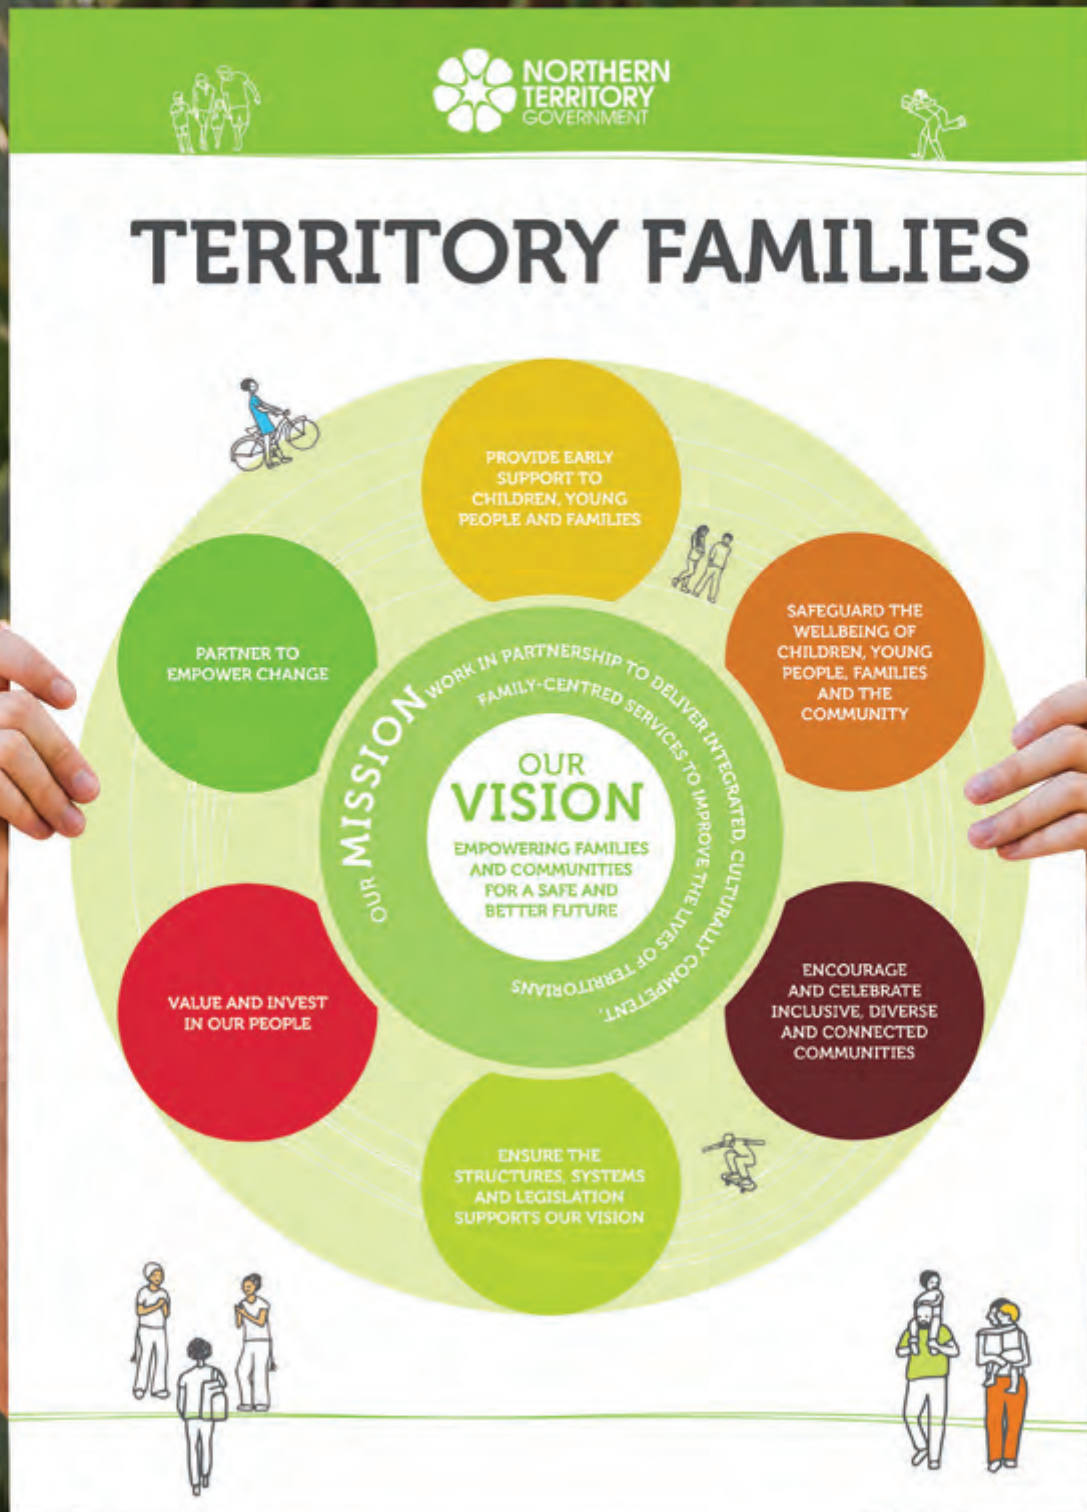 NORTHERN
TERRITORY
GOVERNMENT
TERRITORY FAMILIES
PROVIDE EARLY
SUPPORT TO
CHILDREN, YOUNG
PEOPLE AND FAMILIES
SAFEGUARD THE
WELLBEING OF
CHILDREN, YOUNG
PEOPLE, FAMILIES
AND THE
COMMUNITY
ENCOURAGE
AND CELEBRATE
INCLUSIVE, DIVERSE
AND CONNECTED
COMMUNITIES
ENSURE THE
STRUCTURES, SYSTEMS
AND LEGISLATION
SUPPORTS OUR VISION
VALUE AND INVEST
IN OUR PEOPLE
PARTNER TO
EMPOWER CHANGE
OUR MISSION WORK IN PARTNERSHIP TO DELIVER INTEGRATED, CULTURALLY COMPETENT,
FAMILY-CENTRED SERVICES TO IMPROVE THE LIVES OF TERRITORIANS
OUR
VISION
EMPOWERING FAMILIES
AND COMMUNITIES
FOR A SAFE AND
BETTER FUTURE